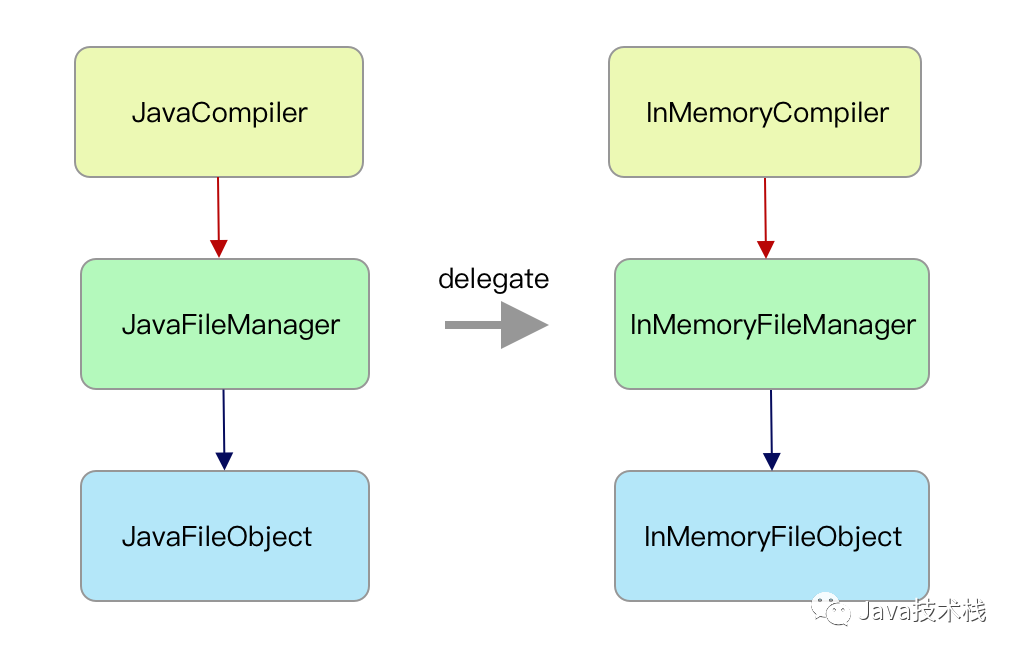 JavaCompiler
InMemoryCompiler
delegate
JavaFileManager
InMemoryFileManager
JavaFileObject
InMemoryFileObject
Java技术栈